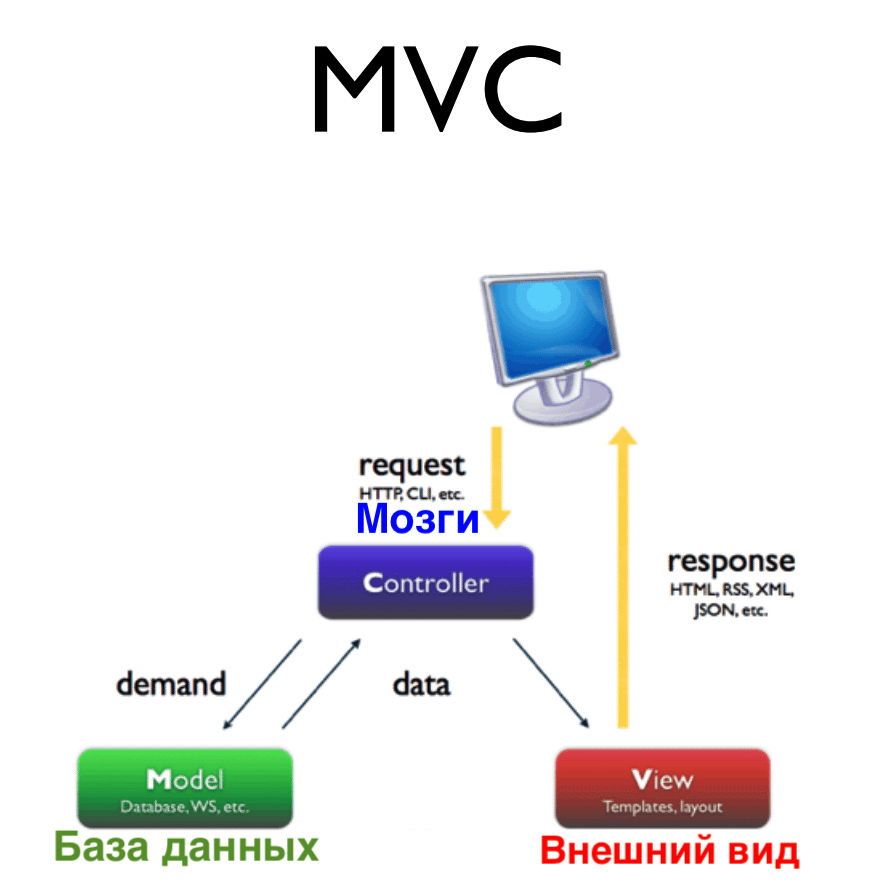 MVC
request
HTTP, CLI, etc.
Мозги
Controller
response
HTML, RSS, XML,
JSON, etc.
demand
data
Model
Database, WS, etc.
База данных
View
Templates, layout
Внешний вид